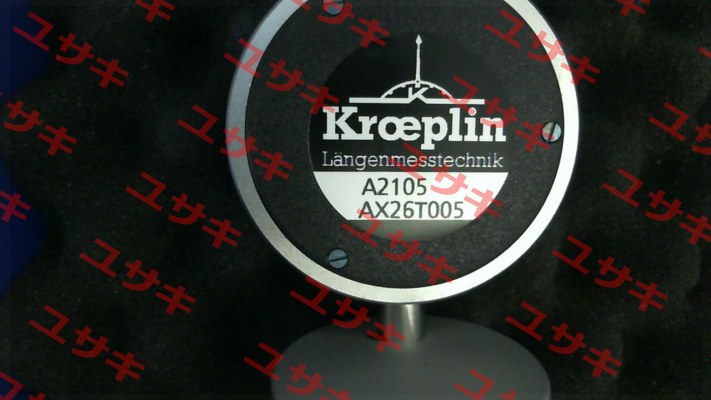 Krœplin
Längenmesstechnik
A2105
AX26T005
ユサキ